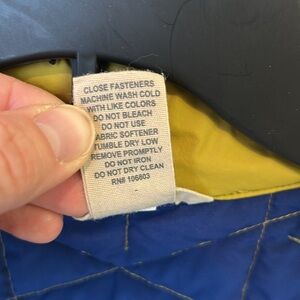 CLOSE FASTENERS
MACHINE WASH COLD
WITH LIKE COLORS
DO NOT BLEACH
DO NOT USE
FABRIC SOFTENER
TUMBLE DRY LOW
REMOVE PROMPTLY
DO NOT IRON
DO NOT DRY CLEAN
RN# 106803